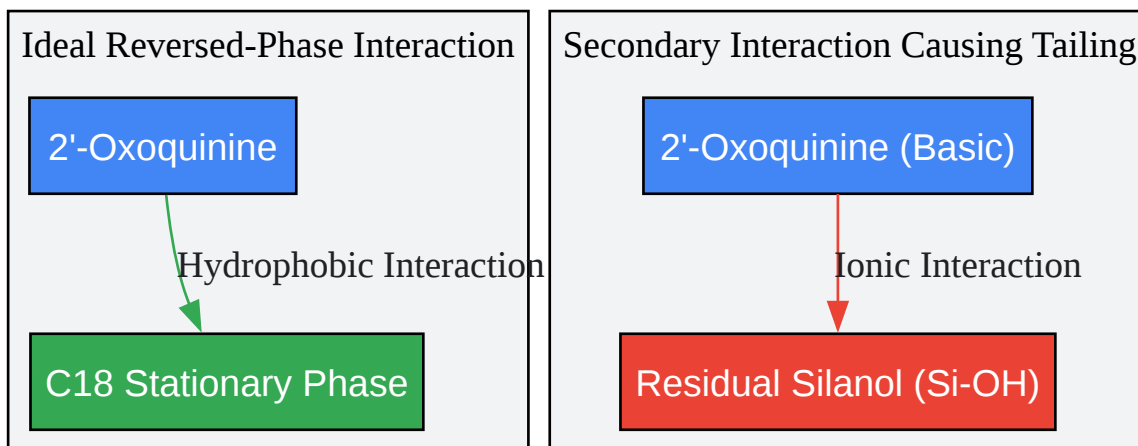 Ideal Reversed-Phase Interaction
2'-Oxoquinine
Hydrophobic Interaction
C18 Stationary Phase
Secondary Interaction Causing Tailing
2'-Oxoquinine (Basic)
Ionic Interaction
Residual Silanol (Si-OH)